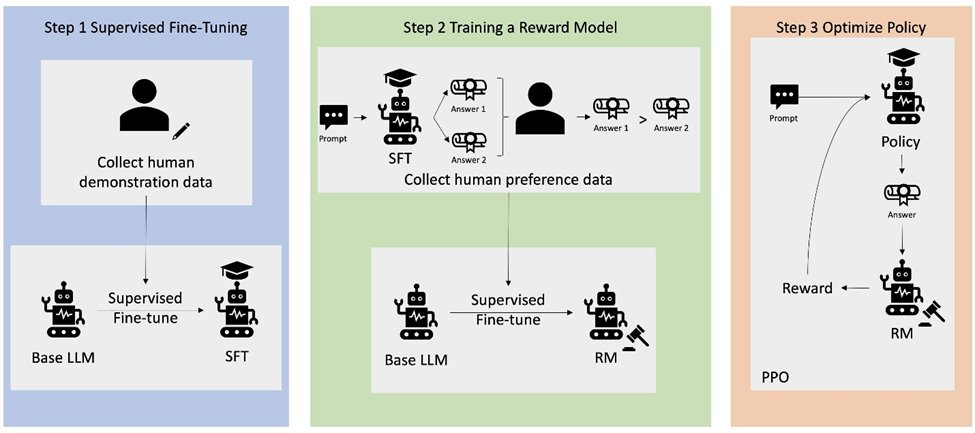 Step 1 Supervised Fine-Tuning
Collect human
demonstration data
Base LLM
Supervised
Fine-tune
SFT
Step 2 Training a Reward Model
Prompt
SFT
Answer 1
Answer 2
Answer 1
>
Answer 2
Collect human preference data
Base LLM
Supervised
Fine-tune
RM
Step 3 Optimize Policy
Prompt
Policy
Answer
Reward
RM
PPO